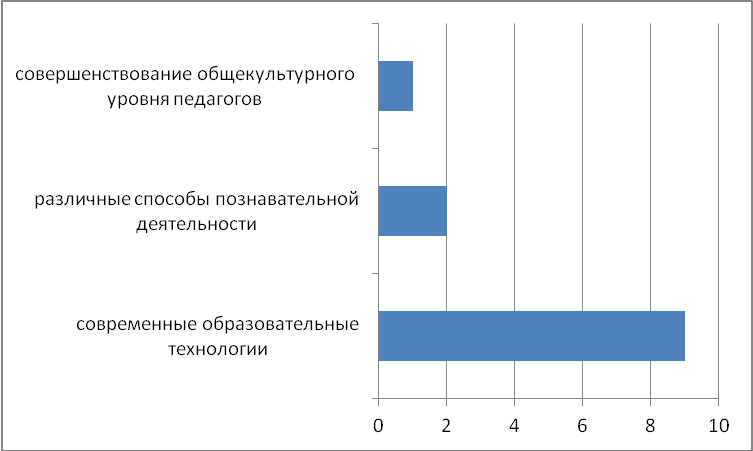 совершенствование общекультурного
уровня педагогов
различные способы познавательной
деятельности
современные образовательные
технологии
0 2 4 6 8 10